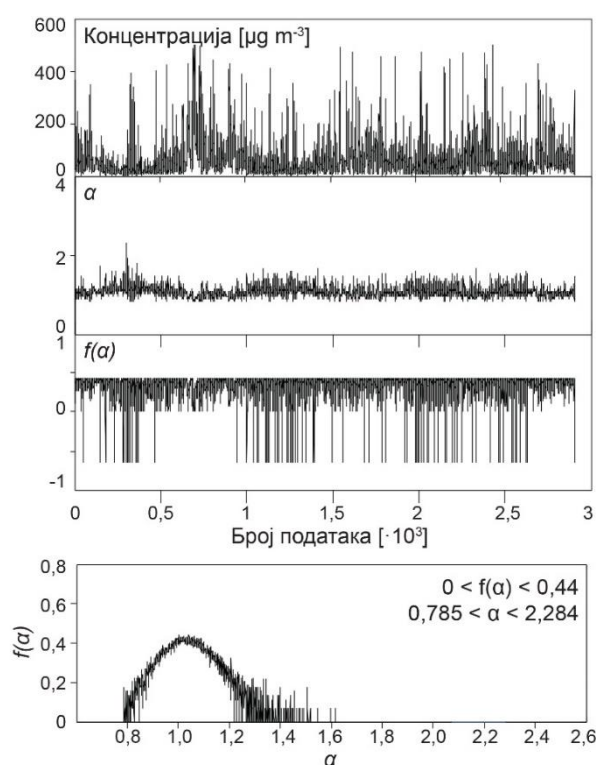 600
Концентрација [µg m⁻³]
400
200
0
4
α
2
0
1
f(α)
0
-1
0 0,5 1 1,5 2 2,5 3
Број података [·10³]
0,8
0 < f(α) < 0,44
0,6
0,785 < α < 2,284
f(α)
0,4
0,2
0
0,8 1,0 1,2 1,4 1,6 1,8 2,0 2,2 2,4 2,6
α